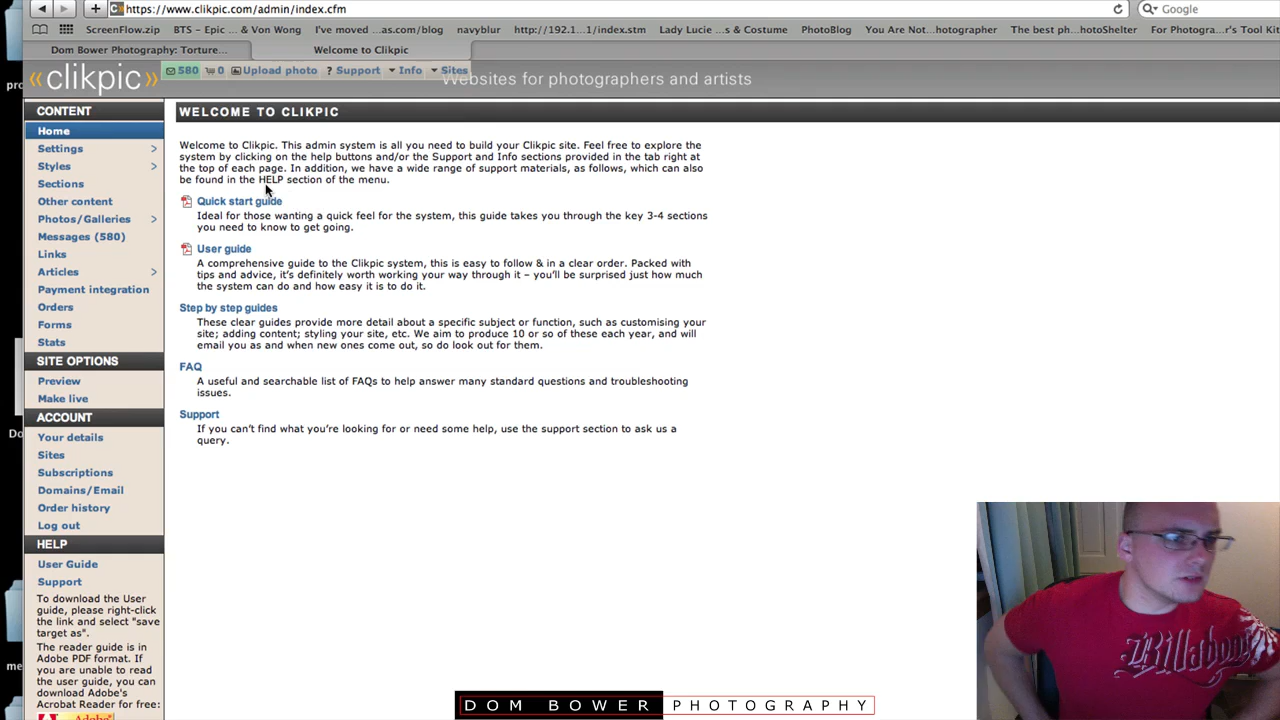 https://www.clikpic.com/admin/index.cfm
Google
ScreenFlow.zip
BTS - Epic ... & Von Wood
I've moved ...as.com/blog
navyblur
http://192.1...1/index.stm
Lady Lucie ...s & Costume
PhotoBlog
You Are Not...hotographer
The best ph...hotoShelter
For Photogra...r's Tool Kit
Dom Bower Photography: Torture...
Welcome to Clikpic
«clikpic»
580
0
Upload photo
? Support
Info
Sites
Websites for photographers and artists
CONTENT
Home
Settings >
Styles >
Sections
Other content
Photos/Galleries >
Messages (580)
Links
Articles >
Payment integration
Orders
Forms
Stats
SITE OPTIONS
Preview
Make live
ACCOUNT
Your details
Sites
Subscriptions
Domains/Email
Order history
Log out
HELP
User Guide
Support
To download the User
guide, please right-click
the link and select "save
target as".
The reader guide is in
Adobe PDF format. If
you are unable to read
the user guide, you can
download Adobe's
Acrobat Reader for free:
Adobe
WELCOME TO CLIKPIC
Welcome to Clikpic. This admin system is all you need to build your Clikpic site. Feel free to explore the
system by clicking on the help buttons and/or the Support and Info sections provided in the tab right at
the top of each page. In addition, we have a wide range of support materials, as follows, which can also
be found in the HELP section of the menu.
Quick start guide
Ideal for those wanting a quick feel for the system, this guide takes you through the key 3-4 sections
you need to know to get going.
User guide
A comprehensive guide to the Clikpic system, this is easy to follow & in a clear order. Packed with
tips and advice, it's definitely worth working your way through it – you'll be surprised just how much
the system can do and how easy it is to do it.
Step by step guides
These clear guides provide more detail about a specific subject or function, such as customising your
site; adding content; styling your site, etc. We aim to produce 10 or so of these each year, and will
email you as and when new ones come out, so do look out for them.
FAQ
A useful and searchable list of FAQs to help answer many standard questions and troubleshooting
issues.
Support
If you can't find what you're looking for or need some help, use the support section to ask us a
query.
Billabong
DOM BOWER PHOTOGRAPHY